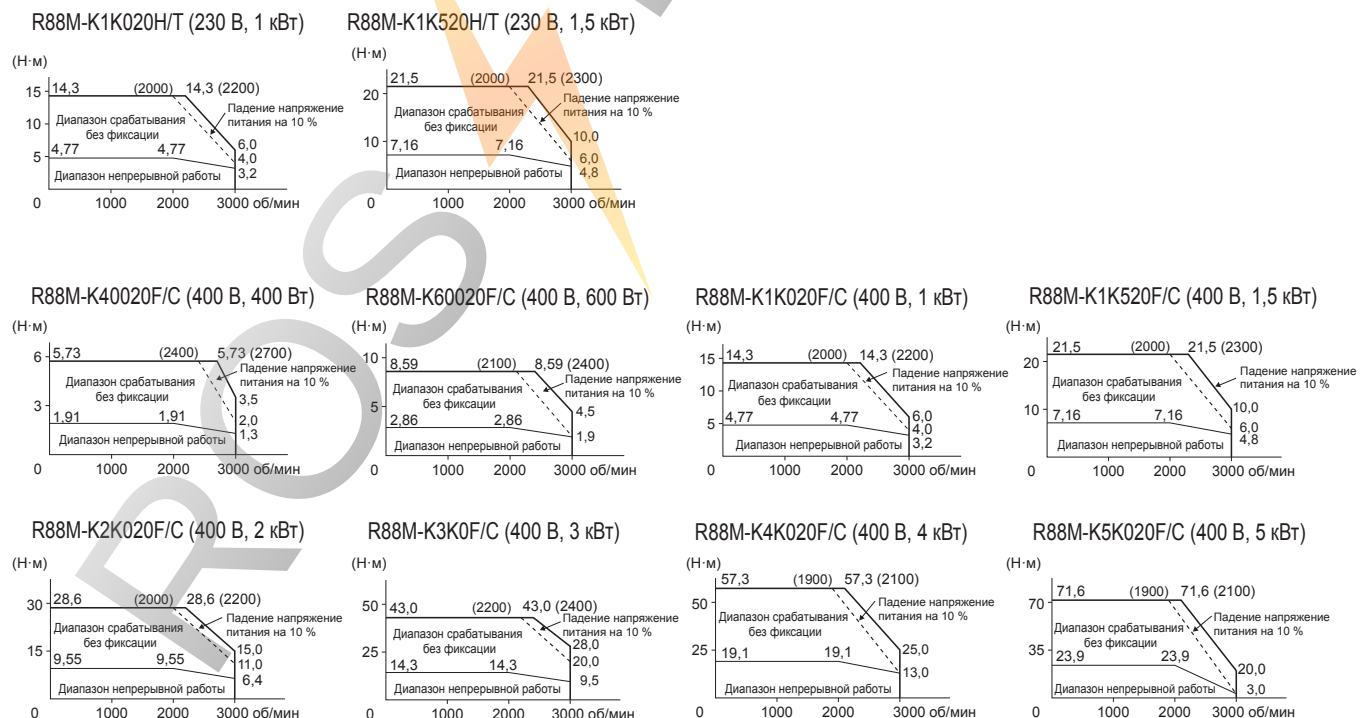 R88M-K1K020H/T (230 В, 1 кВт)
(Н·м)
15
10
5
0
14,3
(2000)
14,3 (2200)
Падение напряжение
питания на 10 %
Диапазон срабатывания
без фиксации
4,77
4,77
6,0
4,0
3,2
Диапазон непрерывной работы
1000
2000
3000 об/мин
R88M-K1K520H/T (230 В, 1,5 кВт)
(Н·м)
20
10
0
21,5
(2000)
21,5 (2300)
Падение напряжение
питания на 10 %
Диапазон срабатывания
без фиксации
7,16
7,16
10,0
6,0
4,8
Диапазон непрерывной работы
1000
2000
3000 об/мин
R88M-K40020F/C (400 В, 400 Вт)
(Н·м)
6
3
0
5,73
(2400)
5,73 (2700)
Падение напряжение
питания на 10 %
Диапазон срабатывания
без фиксации
1,91
1,91
3,5
2,0
1,3
Диапазон непрерывной работы
1000
2000
3000 об/мин
R88M-K60020F/C (400 В, 600 Вт)
(Н·м)
10
5
0
8,59
(2100)
8,59 (2400)
Падение напряжение
питания на 10 %
Диапазон срабатывания
без фиксации
2,86
2,86
4,5
1,9
Диапазон непрерывной работы
1000
2000
3000 об/мин
R88M-K1K020F/C (400 В, 1 кВт)
(Н·м)
15
10
5
0
14,3
(2000)
14,3 (2200)
Падение напряжение
питания на 10 %
Диапазон срабатывания
без фиксации
4,77
4,77
6,0
4,0
3,2
Диапазон непрерывной работы
1000
2000
3000 об/мин
R88M-K1K520F/C (400 В, 1,5 кВт)
(Н·м)
20
10
0
21,5
(2000)
21,5 (2300)
Падение напряжение
питания на 10 %
Диапазон срабатывания
без фиксации
7,16
7,16
10,0
6,0
4,8
Диапазон непрерывной работы
1000
2000
3000 об/мин
R88M-K2K020F/C (400 В, 2 кВт)
(Н·м)
30
15
0
28,6
(2000)
28,6 (2200)
Падение напряжение
питания на 10 %
Диапазон срабатывания
без фиксации
9,55
9,55
15,0
11,0
6,4
Диапазон непрерывной работы
1000
2000
3000 об/мин
R88M-K3K0F/C (400 В, 3 кВт)
(Н·м)
50
25
0
43,0
(2200)
43,0 (2400)
Падение напряжение
питания на 10 %
Диапазон срабатывания
без фиксации
14,3
14,3
28,0
20,0
9,5
Диапазон непрерывной работы
1000
2000
3000 об/мин
R88M-K4K020F/C (400 В, 4 кВт)
(Н·м)
50
25
0
57,3
(1900)
57,3 (2100)
Падение напряжение
питания на 10 %
Диапазон срабатывания
без фиксации
19,1
19,1
25,0
13,0
Диапазон непрерывной работы
1000
2000
3000 об/мин
R88M-K5K020F/C (400 В, 5 кВт)
(Н·м)
70
35
0
71,6
(1900)
71,6 (2100)
Падение напряжение
питания на 10 %
Диапазон срабатывания
без фиксации
23,9
23,9
20,0
3,0
Диапазон непрерывной работы
1000
2000
3000 об/мин
ROS